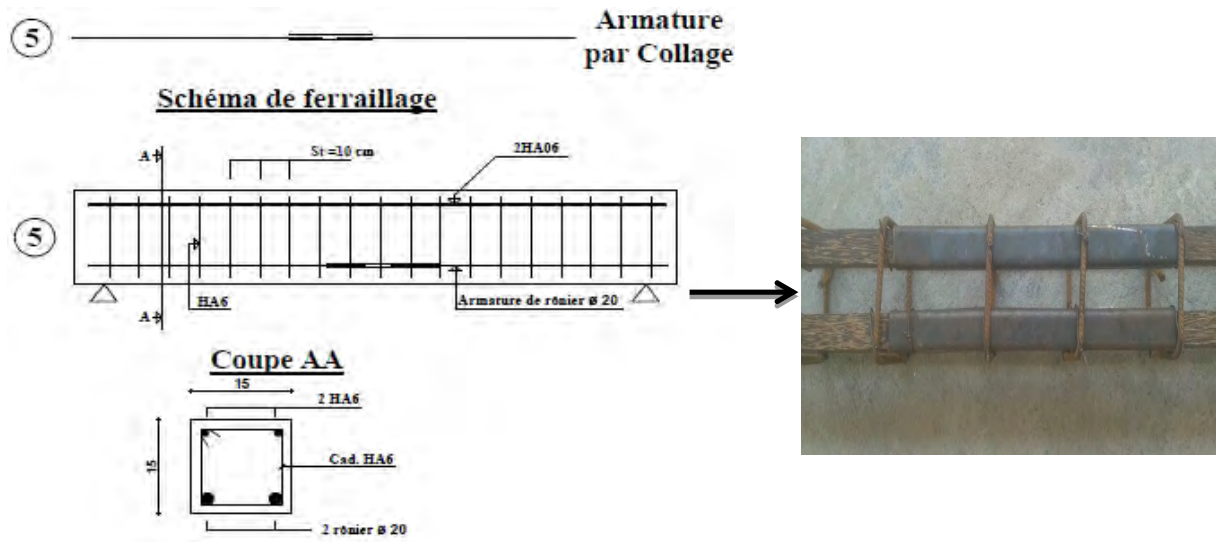 5
Armature
par Collage
Schéma de ferraillage
A
St =10 cm
2HA06
5
HA6
Armature de rônier ø 20
A
Coupe AA
15
2 HA6
15
Cad. HA6
2 rônier ø 20